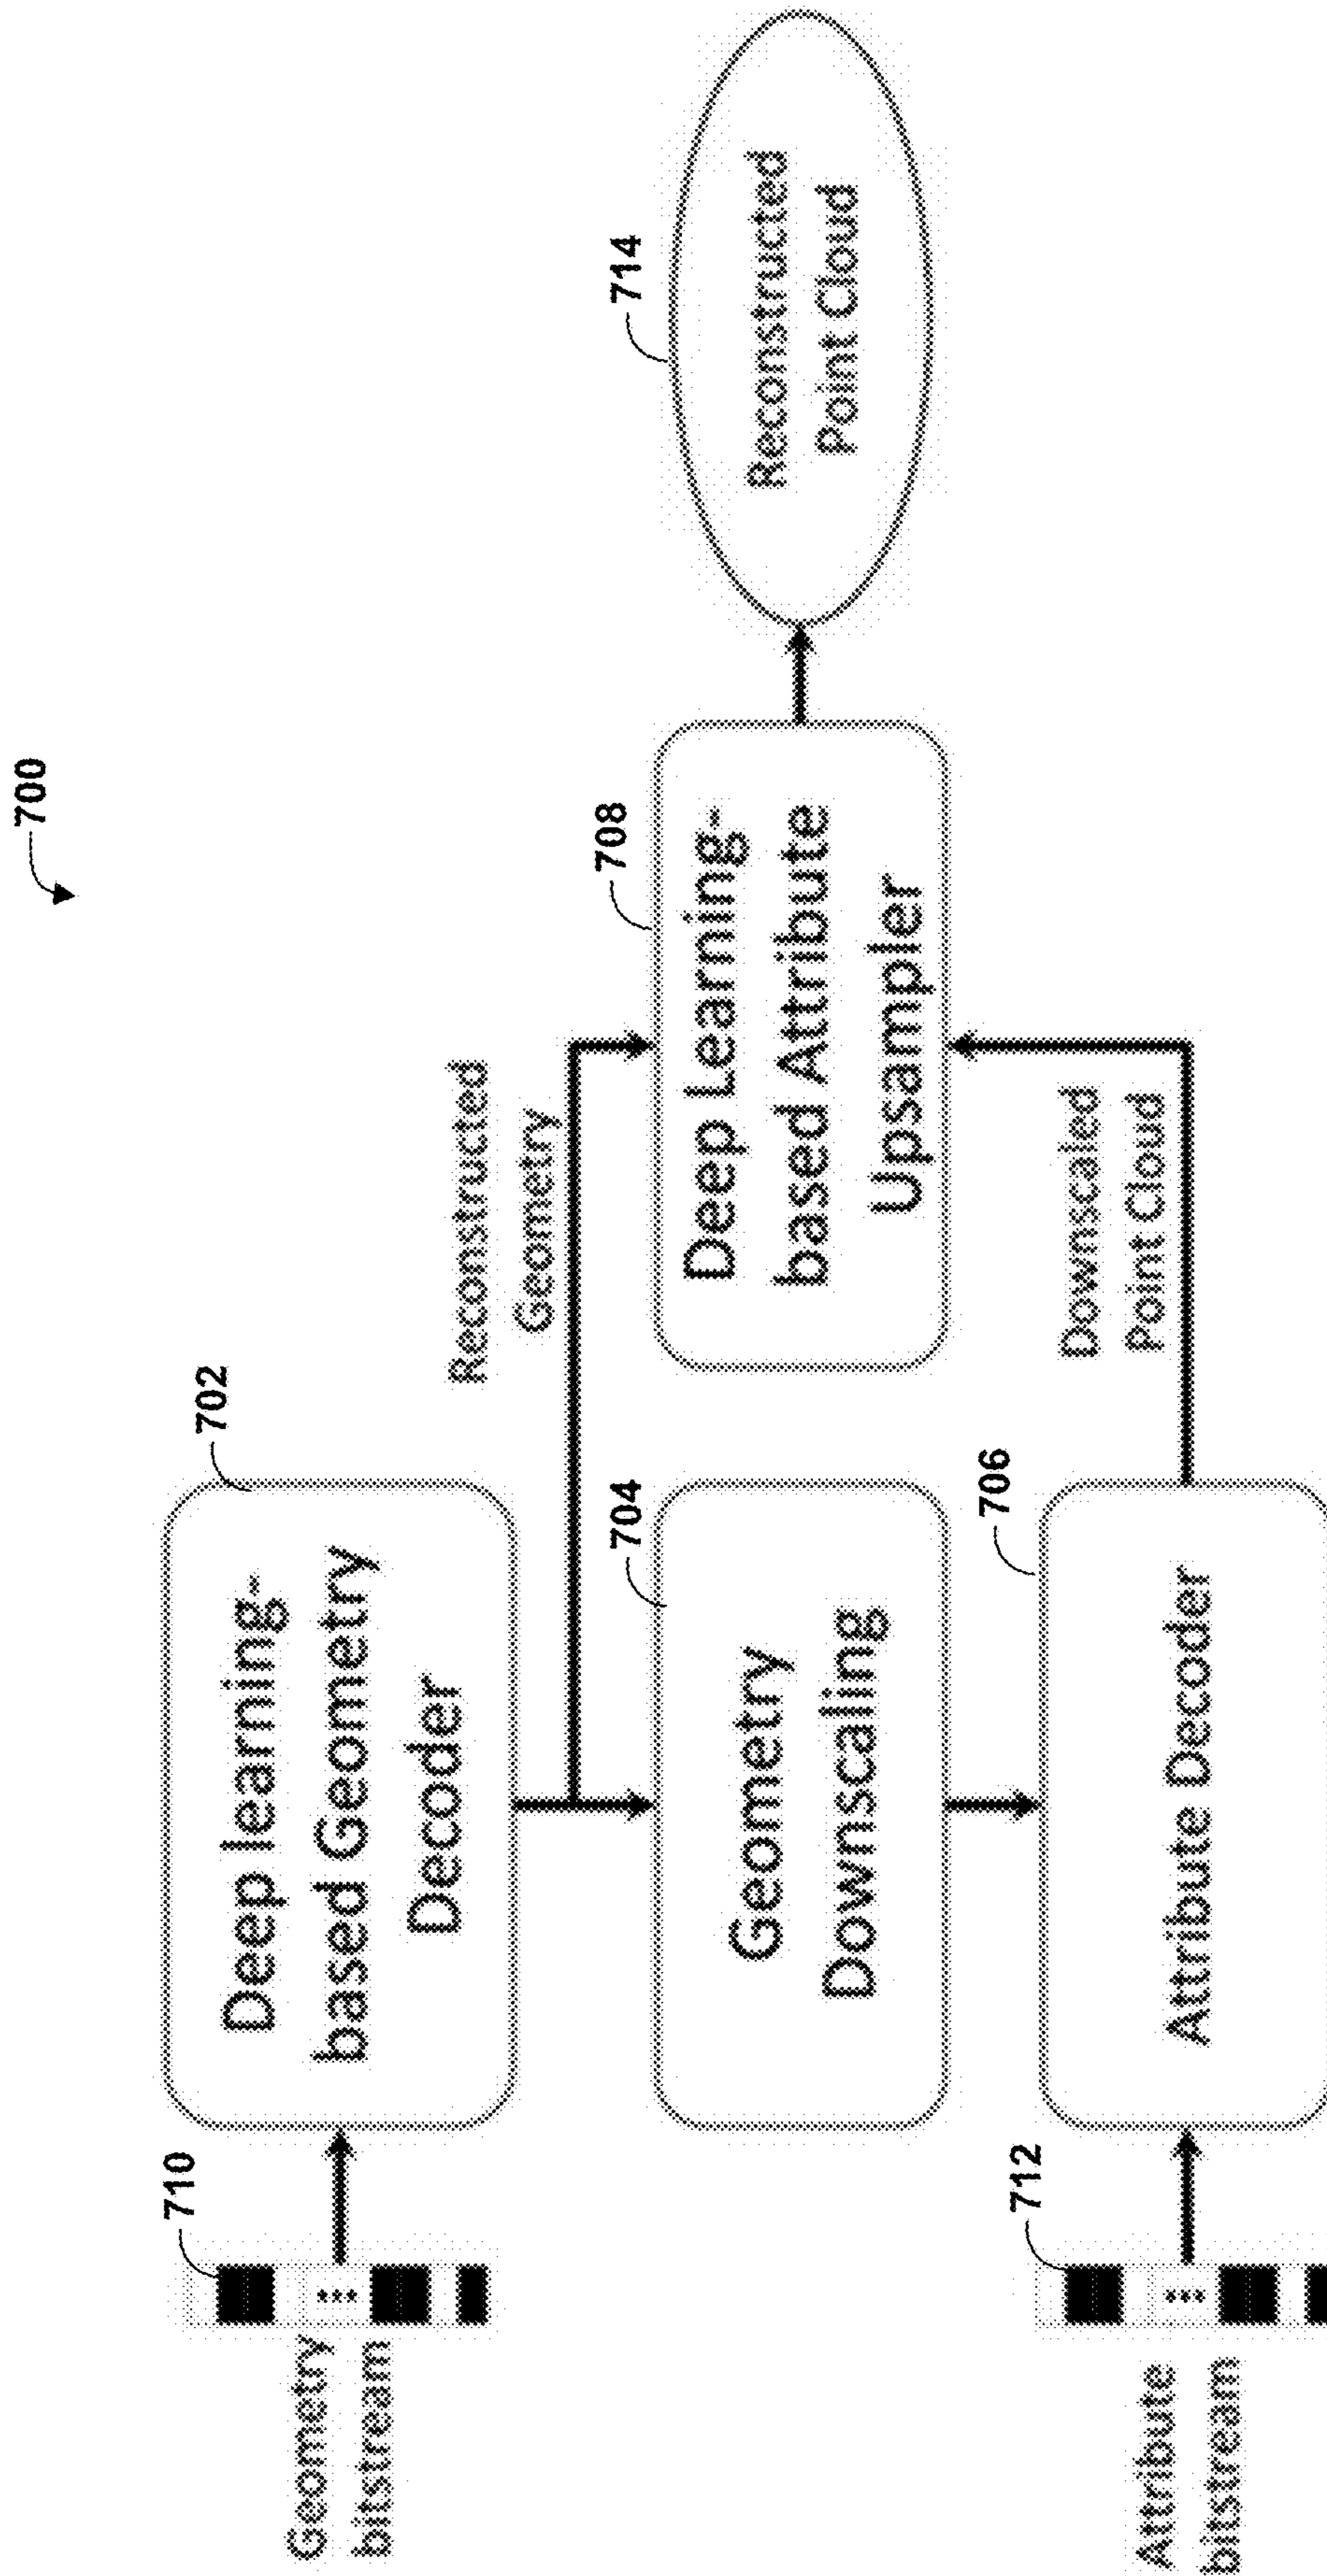 700
710
Geometry
bitstream
702
Deep learning-
based Geometry
Decoder
Reconstructed
Geometry
704
Geometry
Downscaling
708
Deep Learning-
based Attribute
Upsampler
714
Reconstructed
Point Cloud
712
Attribute
bitstream
706
Attribute Decoder
Downscaled
Point Cloud